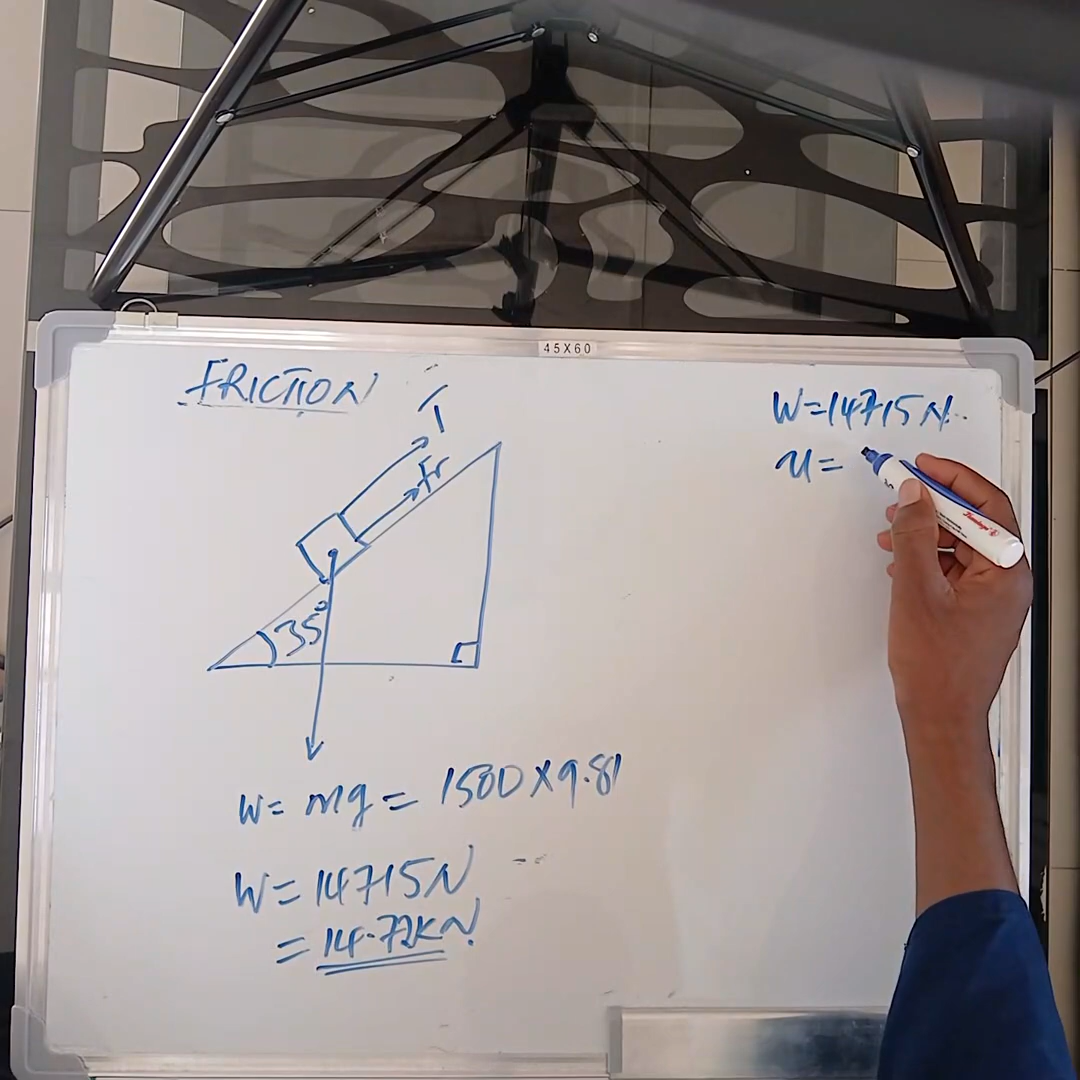 45X60
FRICTION
T
Fr
35°
W = mg = 1500 × 9.81
W = 14715N
= 14.72KN
W = 14715N
u =